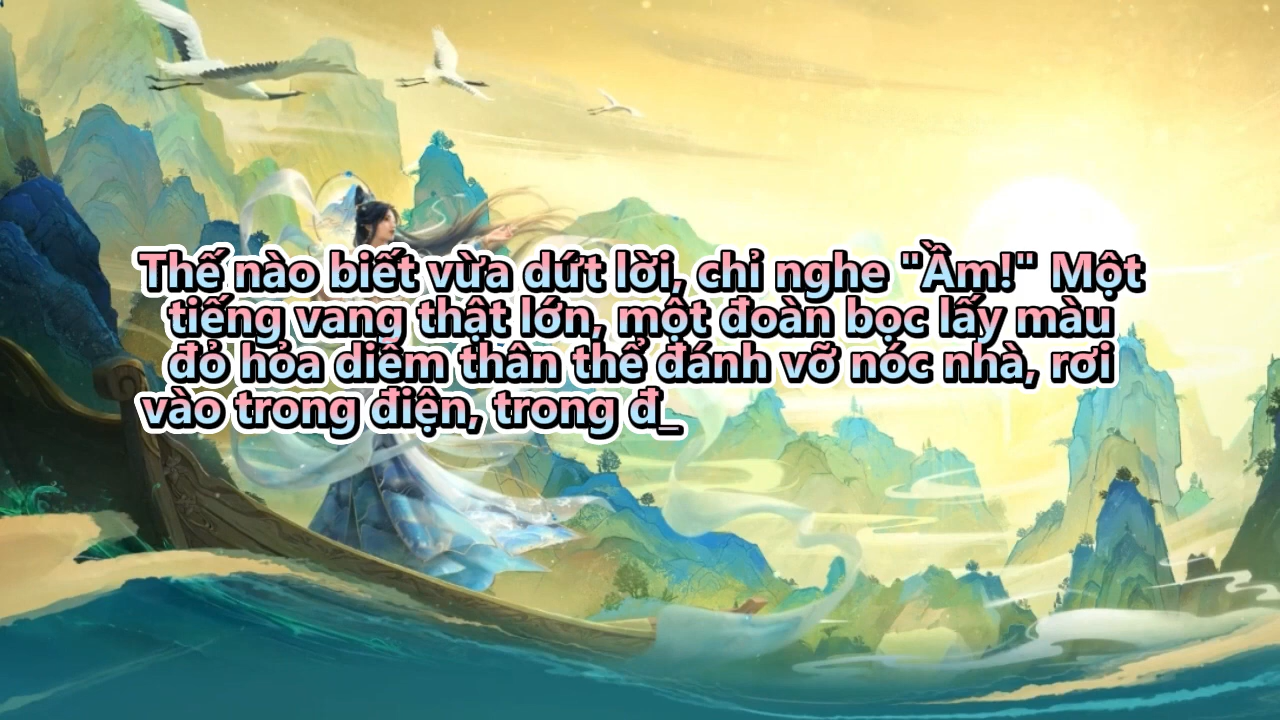 Thế nào biết vừa dứt lời, chỉ nghe "Ầm!" Một
tiếng vang thật lớn, một đoàn bọc lấy màu
đỏ hỏa diễm thân thể đánh vỡ nóc nhà, rơi
vào trong điện, trong đ_